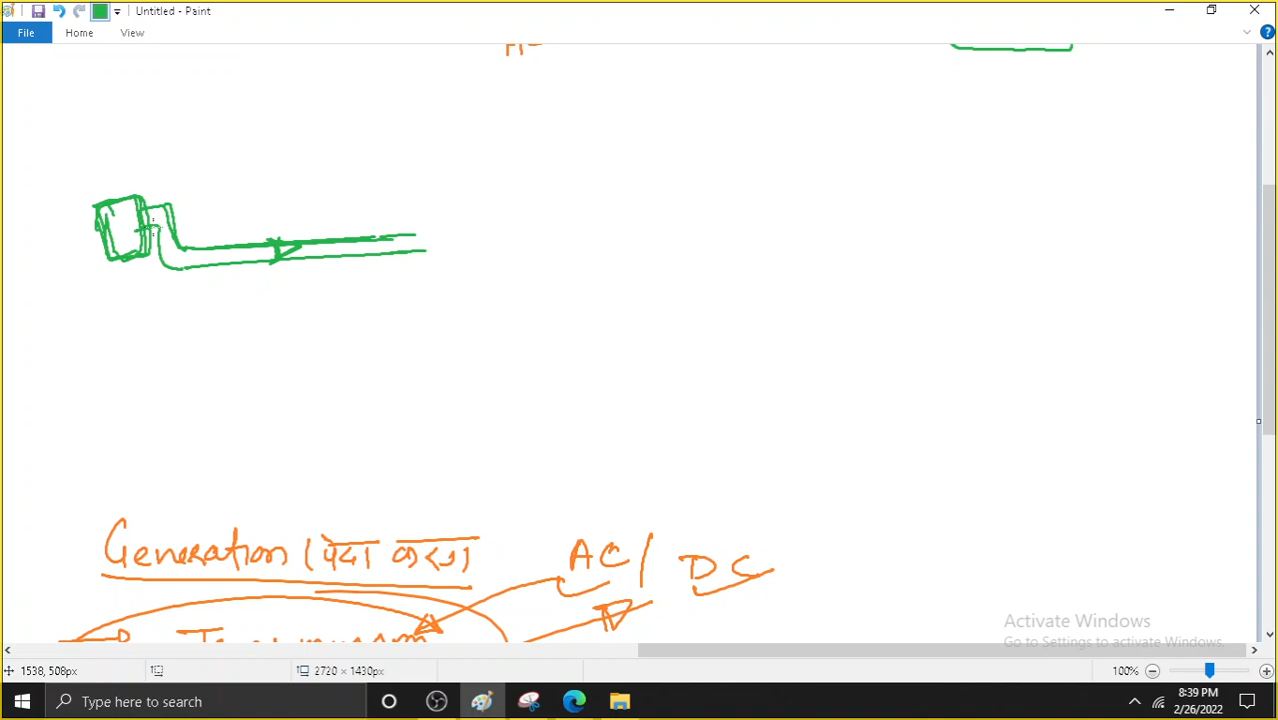 Untitled - Paint
File Home View
Generation (पैदा करना)
AC/ DC
Activate Windows
Go to Settings to activate Windows.
1538, 508px 2720 × 1430px 100%
Type here to search
8:39 PM
2/26/2022